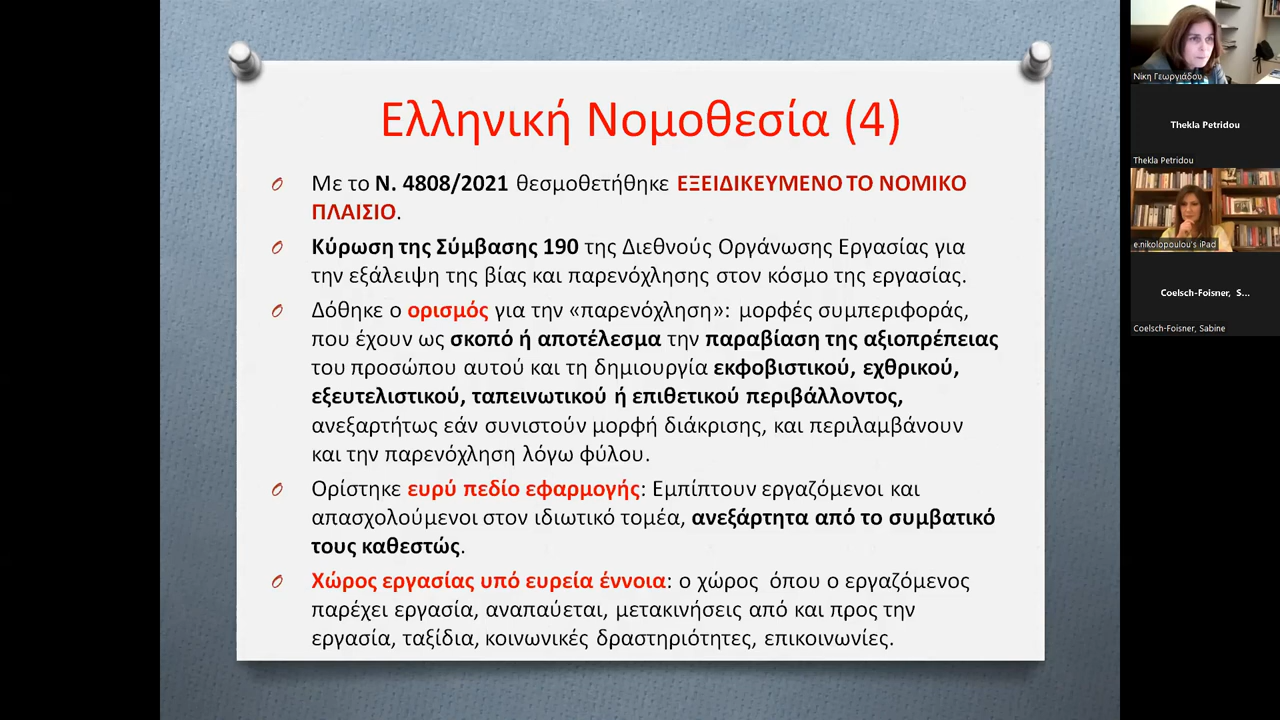 Ελληνική Νομοθεσία (4)
Με το Ν. 4808/2021 θεσμοθετήθηκε ΕΞΕΙΔΙΚΕΥΜΕΝΟ ΤΟ ΝΟΜΙΚΟ
ΠΛΑΙΣΙΟ.
Κύρωση της Σύμβασης 190 της Διεθνούς Οργάνωσης Εργασίας για
την εξάλειψη της βίας και παρενόχλησης στον κόσμο της εργασίας.
Δόθηκε ο ορισμός για την «παρενόχληση»: μορφές συμπεριφοράς,
που έχουν ως σκοπό ή αποτέλεσμα την παραβίαση της αξιοπρέπειας
του προσώπου αυτού και τη δημιουργία εκφοβιστικού, εχθρικού,
εξευτελιστικού, ταπεινωτικού ή επιθετικού περιβάλλοντος,
ανεξαρτήτως εάν συνιστούν μορφή διάκρισης, και περιλαμβάνουν
και την παρενόχληση λόγω φύλου.
Ορίστηκε ευρύ πεδίο εφαρμογής: Εμπίπτουν εργαζόμενοι και
απασχολούμενοι στον ιδιωτικό τομέα, ανεξάρτητα από το συμβατικό
τους καθεστώς.
Χώρος εργασίας υπό ευρεία έννοια: ο χώρος όπου ο εργαζόμενος
παρέχει εργασία, αναπαύεται, μετακινήσεις από και προς την
εργασία, ταξίδια, κοινωνικές δραστηριότητες, επικοινωνίες.
Νίκη Γεωργιάδου
Thekla Petridou
Thekla Petridou
e.nikolopoulou's iPad
Coelsch-Foisner, S...
Coelsch-Foisner, Sabine